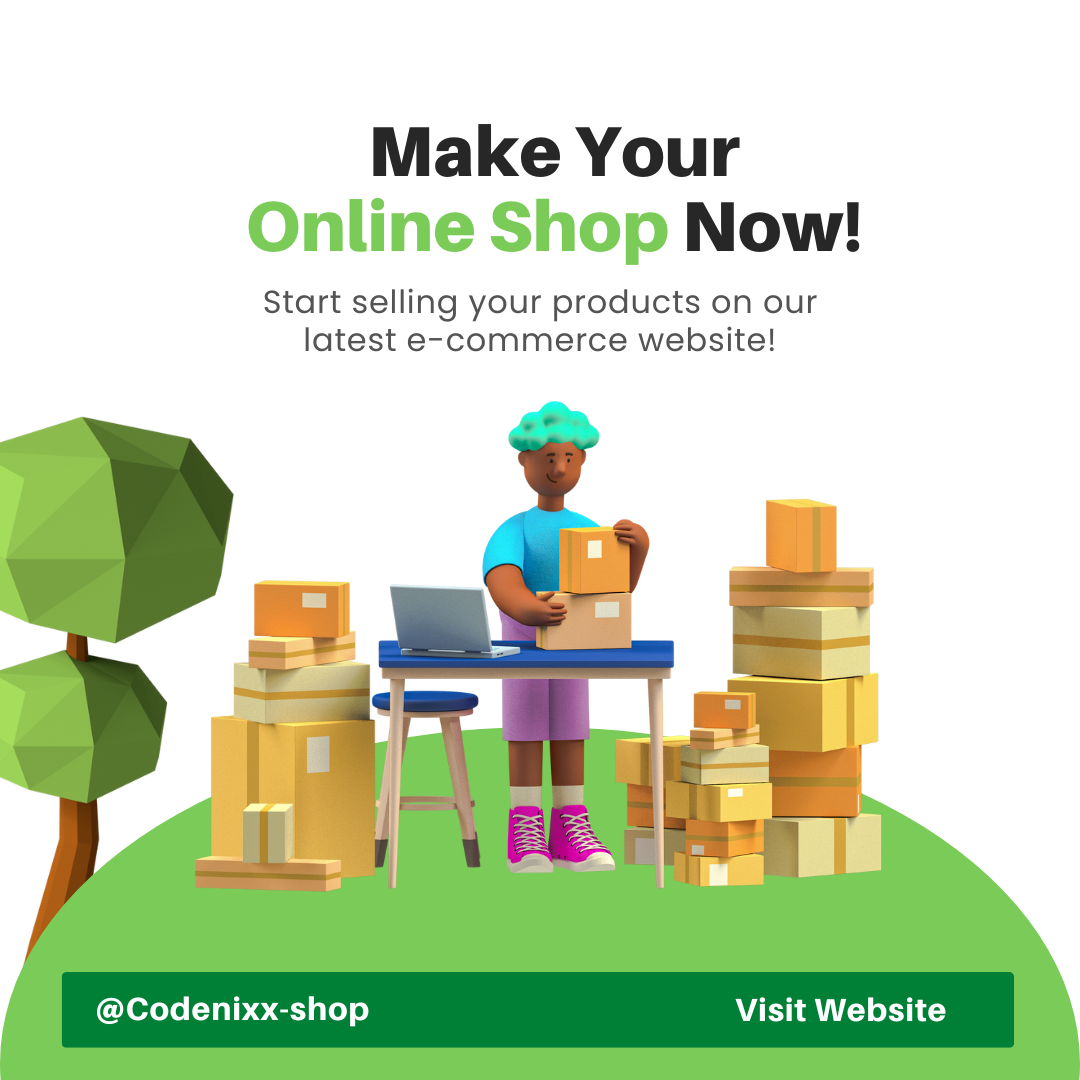 Make Your
Online Shop Now!
Start selling your products on our
latest e-commerce website!
@Codenixx-shop
Visit Website